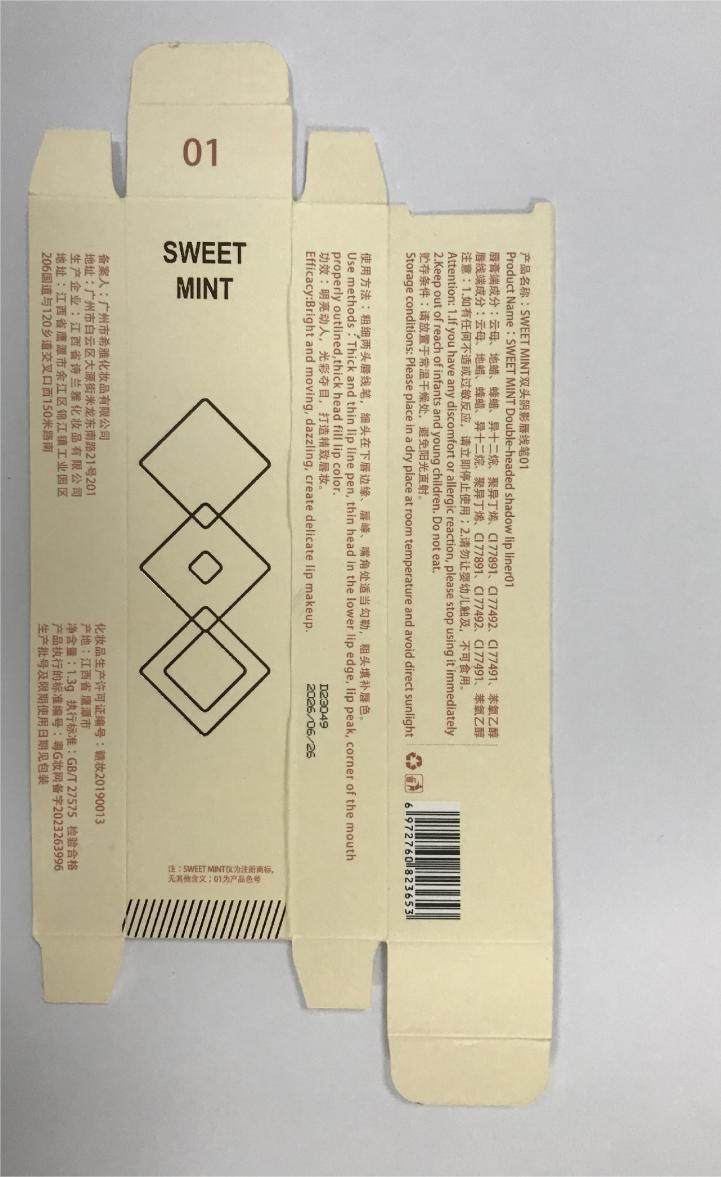 01
SWEET
MINT
注：SWEET MINT仅为注册商标，
无其他含义；01为产品色号
产品名称：SWEET MINT双头阴影唇线笔01
Product Name：SWEET MINT Double-headed shadow lip liner01
唇膏端成分：云母、地蜡、蜂蜡、异十二烷、聚异丁烯、CI 77891、CI 77492、CI 77491、苯氧乙醇
唇线端成分：云母、地蜡、蜂蜡、异十二烷、聚异丁烯、CI 77891、CI 77492、CI 77491、苯氧乙醇
注意：1.如有任何不适或过敏反应，请立即停止使用；2.请勿让婴幼儿触及，不可食用。
Attention: 1.If you have any discomfort or allergic reaction, please stop using it immediately
2.Keep out of reach of infants and young children. Do not eat.
贮存条件：请放置于常温干燥处，避免阳光直射。
Storage conditions: Please place in a dry place at room temperature and avoid direct sunlight
6 972760 823653
使用方法：粗细两头唇线笔，细头在下唇边缘、唇峰、嘴角处适当勾勒，粗头填补唇色。
Use methods：Thick and thin lip line pen, thin head in the lower lip edge, lip peak, corner of the mouth
properly outlined,thick head fill lip color.
功效：明亮动人，光彩夺目，打造精致唇妆。
Efficacy:Bright and moving, dazzling, create delicate lip makeup.
D23049
2026/06/26
备案人：广州市希雅化妆品有限公司
地址：广州市白云区大源街米龙东南路21号201
生产企业：江西省诗兰雅化妆品有限公司
地址：江西省鹰潭市余江区锦江镇工业园区
206国道与120乡道交叉口西150米路南
化妆品生产许可证编号：赣妆20190013
产地：江西省 鹰潭市
净含量：1.3g 执行标准：GB/T 27575 检验合格
产品执行的标准编号：粤G妆网备字2023263996
生产批号及限期使用日期见包装